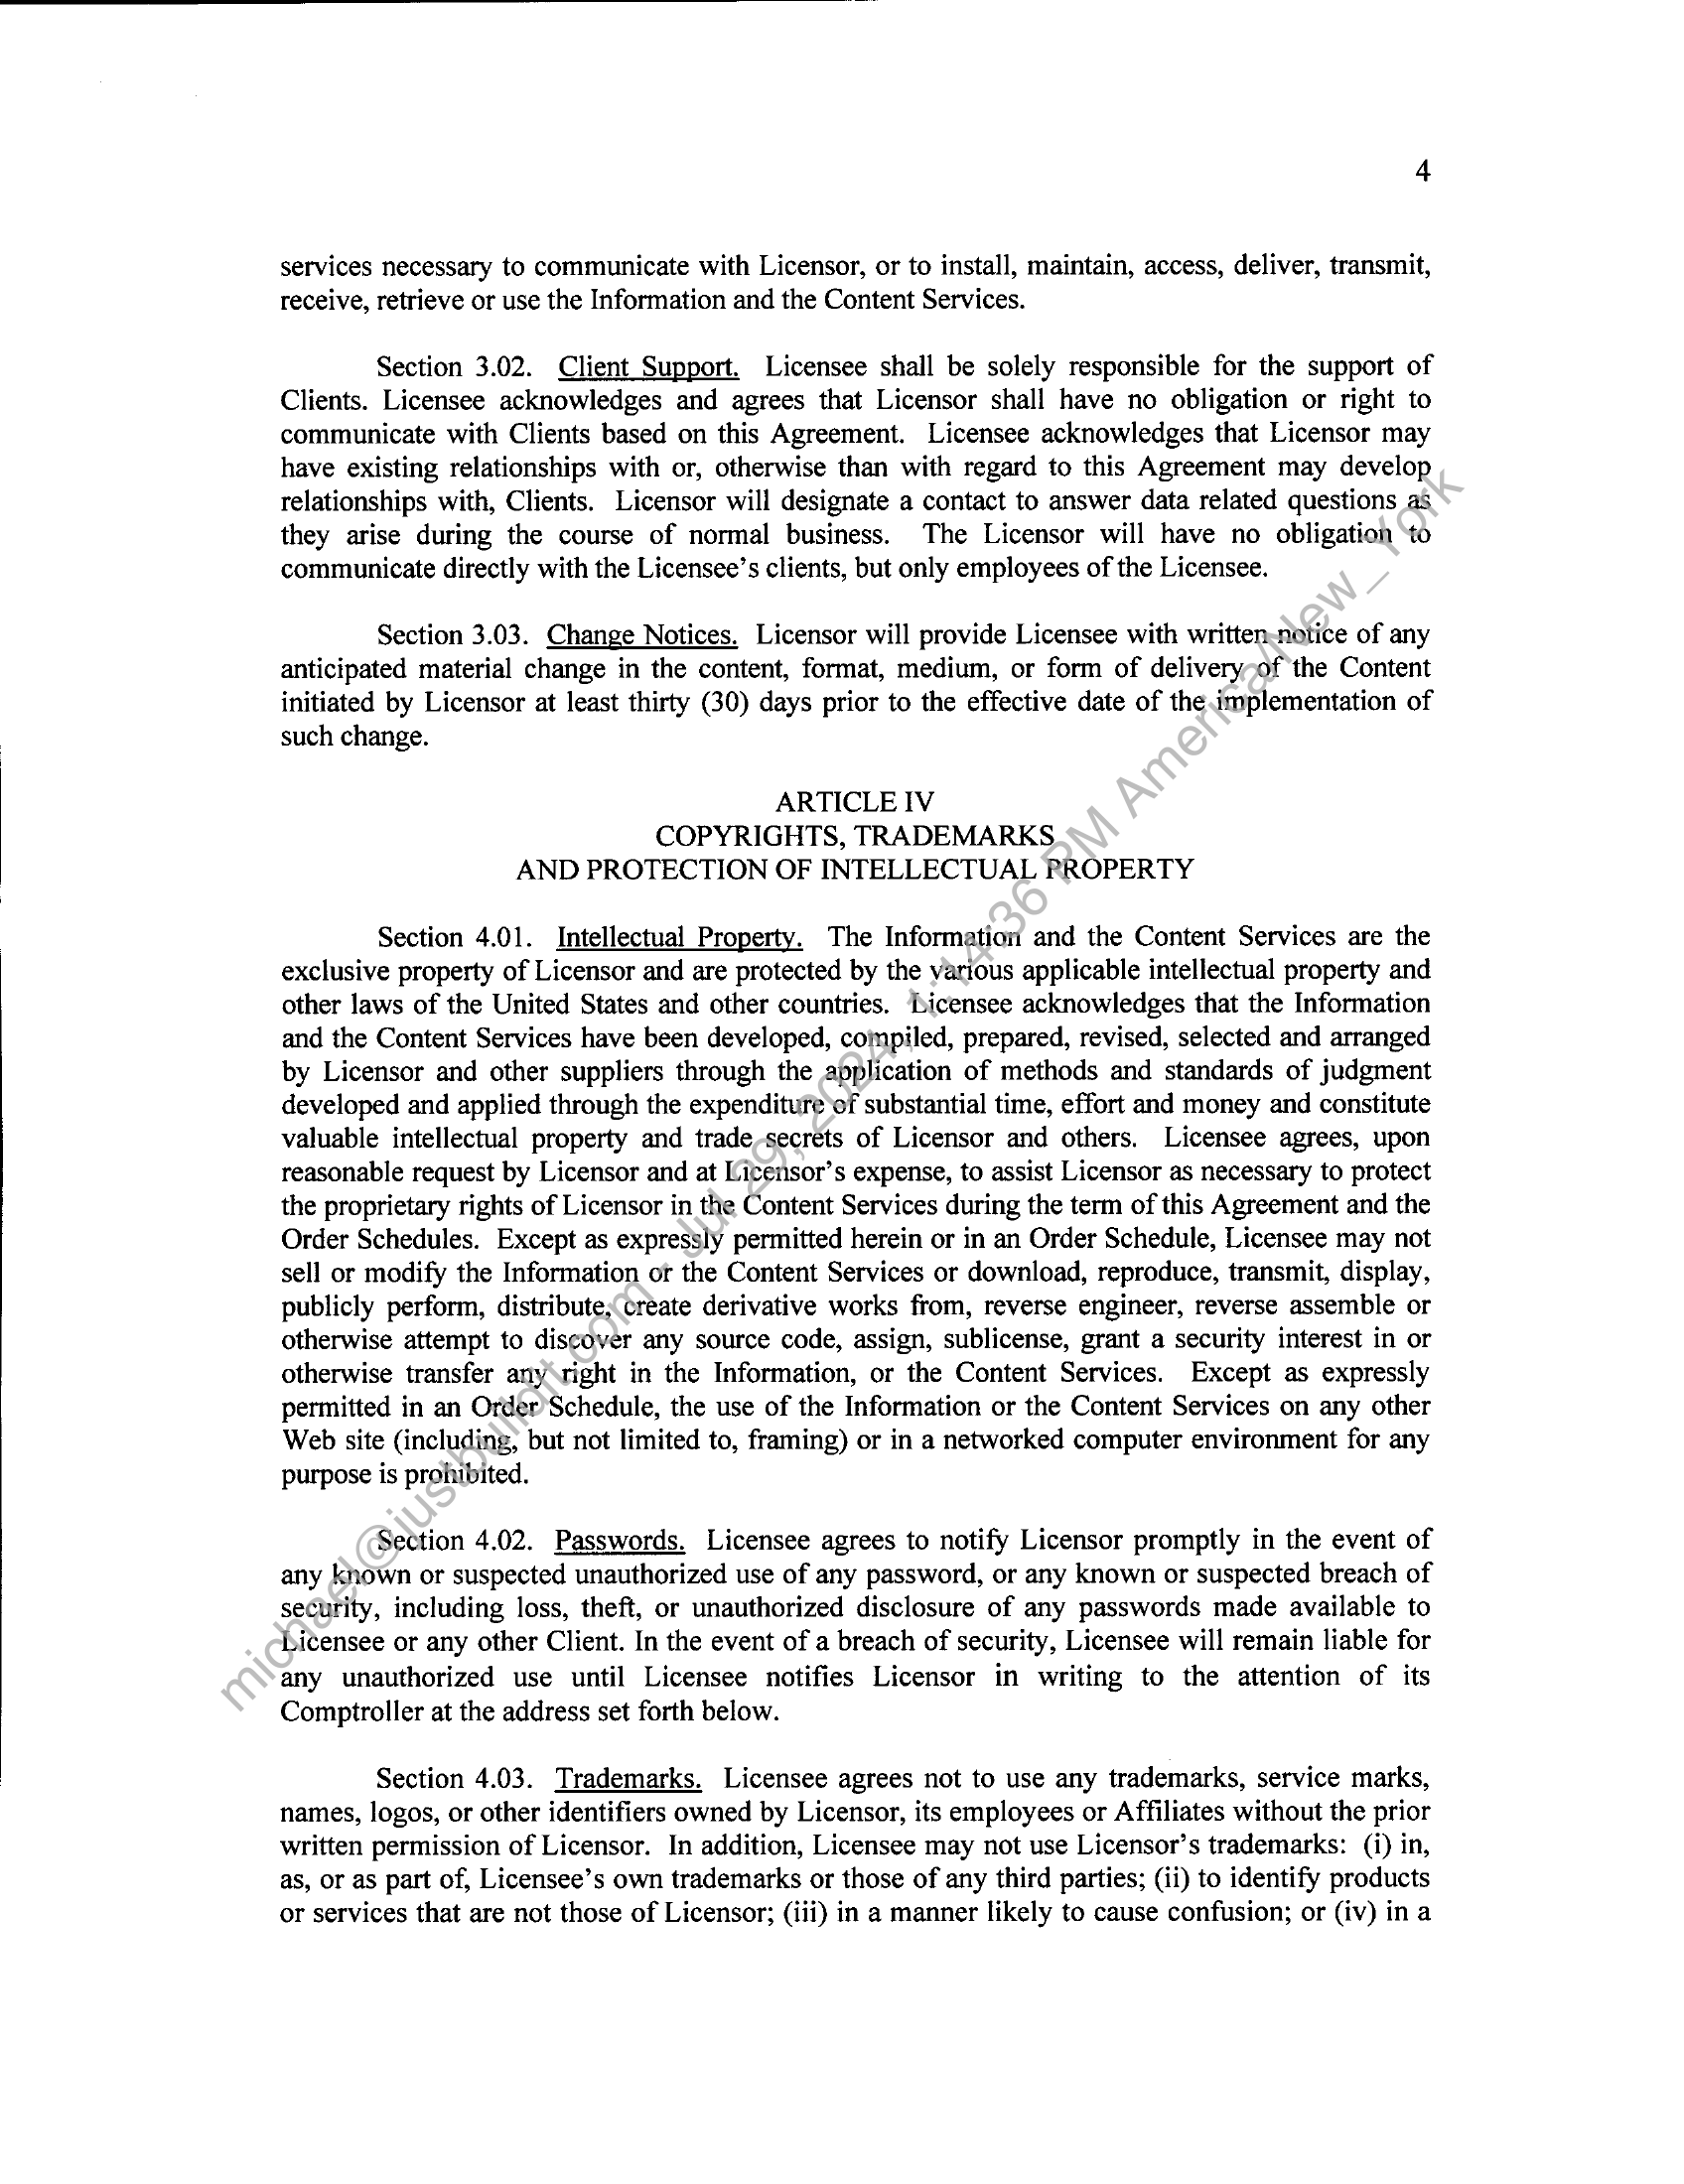 4
services necessary to communicate with Licensor, or to install, maintain, access, deliver, transmit,
receive, retrieve or use the Information and the Content Services.
Section 3.02. Client Support. Licensee shall be solely responsible for the support of
Clients. Licensee acknowledges and agrees that Licensor shall have no obligation or right to
communicate with Clients based on this Agreement. Licensee acknowledges that Licensor may
have existing relationships with or, otherwise than with regard to this Agreement may develop
relationships with, Clients. Licensor will designate a contact to answer data related questions as
they arise during the course of normal business. The Licensor will have no obligation to
communicate directly with the Licensee's clients, but only employees of the Licensee.
Section 3.03. Change Notices. Licensor will provide Licensee with written notice of any
anticipated material change in the content, format, medium, or form of delivery of the Content
initiated by Licensor at least thirty (30) days prior to the effective date of the implementation of
such change.
ARTICLE IV
COPYRIGHTS, TRADEMARKS
AND PROTECTION OF INTELLECTUAL PROPERTY
Section 4.01. Intellectual Property. The Information and the Content Services are the
exclusive property of Licensor and are protected by the various applicable intellectual property and
other laws of the United States and other countries. Licensee acknowledges that the Information
and the Content Services have been developed, compiled, prepared, revised, selected and arranged
by Licensor and other suppliers through the application of methods and standards of judgment
developed and applied through the expenditure of substantial time, effort and money and constitute
valuable intellectual property and trade secrets of Licensor and others. Licensee agrees, upon
reasonable request by Licensor and at Licensor's expense, to assist Licensor as necessary to protect
the proprietary rights of Licensor in the Content Services during the term of this Agreement and the
Order Schedules. Except as expressly permitted herein or in an Order Schedule, Licensee may not
sell or modify the Information or the Content Services or download, reproduce, transmit, display,
publicly perform, distribute, create derivative works from, reverse engineer, reverse assemble or
otherwise attempt to discover any source code, assign, sublicense, grant a security interest in or
otherwise transfer any right in the Information, or the Content Services. Except as expressly
permitted in an Order Schedule, the use of the Information or the Content Services on any other
Web site (including, but not limited to, framing) or in a networked computer environment for any
purpose is prohibited.
Section 4.02. Passwords. Licensee agrees to notify Licensor promptly in the event of
any known or suspected unauthorized use of any password, or any known or suspected breach of
security, including loss, theft, or unauthorized disclosure of any passwords made available to
Licensee or any other Client. In the event of a breach of security, Licensee will remain liable for
any unauthorized use until Licensee notifies Licensor in writing to the attention of its
Comptroller at the address set forth below.
Section 4.03. Trademarks. Licensee agrees not to use any trademarks, service marks,
names, logos, or other identifiers owned by Licensor, its employees or Affiliates without the prior
written permission of Licensor. In addition, Licensee may not use Licensor's trademarks: (i) in,
as, or as part of, Licensee's own trademarks or those of any third parties; (ii) to identify products
or services that are not those of Licensor; (iii) in a manner likely to cause confusion; or (iv) in a
michael@justbuildit.com - Jul 29, 2024, 1:14:36 PM America/New_York